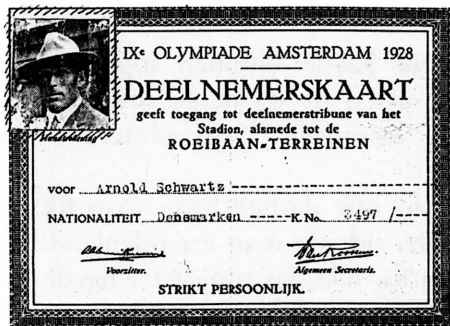 IXᵉ OLYMPIADE AMSTERDAM 1928
DEELNEMERSKAART
geeft toegang tot deelnemerstribune van het
Stadion, alsmede tot de
ROEIBAAN-TERREINEN
Handteekening
VOOR Arnold Schwartz
NATIONALITEIT Denemarken K. No. 3497 /
Voorzitter. Algemeen Secretaris.
STRIKT PERSOONLIJK.